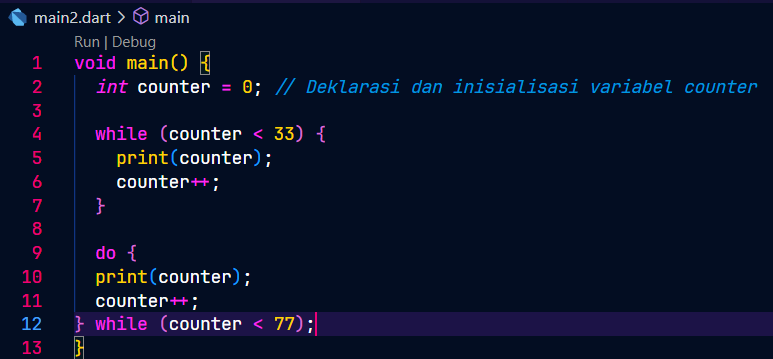 main2.dart > main
Run | Debug
1 void main() {
2 int counter = 0; // Deklarasi dan inisialisasi variabel counter
3
4 while (counter < 33) {
5 print(counter);
6 counter++;
7 }
8
9 do {
10 print(counter);
11 counter++;
12 } while (counter < 77);
13 }